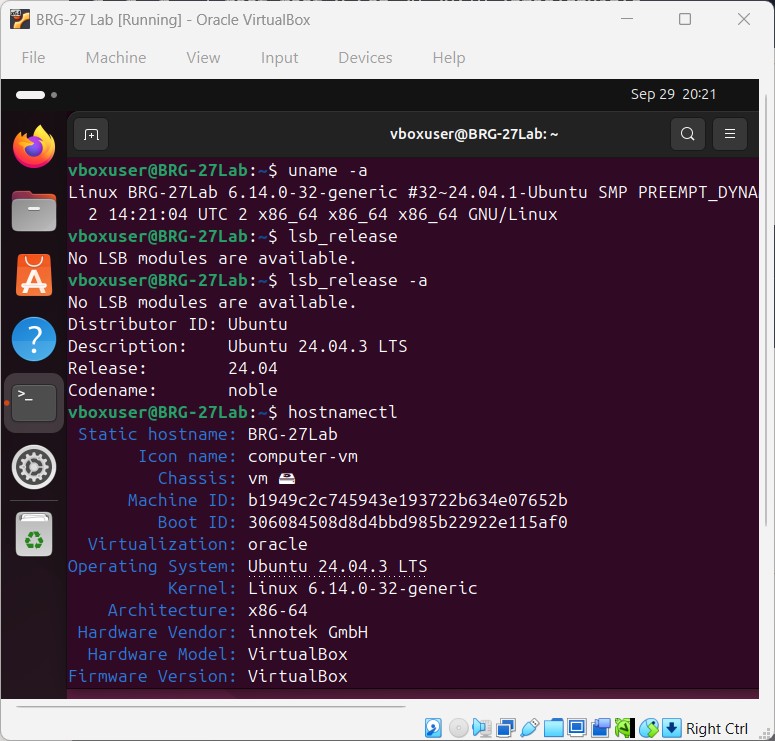 BRG-27 Lab [Running] - Oracle VirtualBox
File Machine View Input Devices Help
Sep 29 20:21
vboxuser@BRG-27Lab: ~
vboxuser@BRG-27Lab:~$ uname -a
Linux BRG-27Lab 6.14.0-32-generic #32~24.04.1-Ubuntu SMP PREEMPT_DYNA
2 14:21:04 UTC 2 x86_64 x86_64 x86_64 GNU/Linux
vboxuser@BRG-27Lab:~$ lsb_release
No LSB modules are available.
vboxuser@BRG-27Lab:~$ lsb_release -a
No LSB modules are available.
Distributor ID: Ubuntu
Description: Ubuntu 24.04.3 LTS
Release: 24.04
Codename: noble
vboxuser@BRG-27Lab:~$ hostnamectl
Static hostname: BRG-27Lab
Icon name: computer-vm
Chassis: vm 🖴
Machine ID: b1949c2c745943e193722b634e07652b
Boot ID: 306084508d8d4bbd985b22922e115af0
Virtualization: oracle
Operating System: Ubuntu 24.04.3 LTS
Kernel: Linux 6.14.0-32-generic
Architecture: x86-64
Hardware Vendor: innotek GmbH
Hardware Model: VirtualBox
Firmware Version: VirtualBox
Right Ctrl